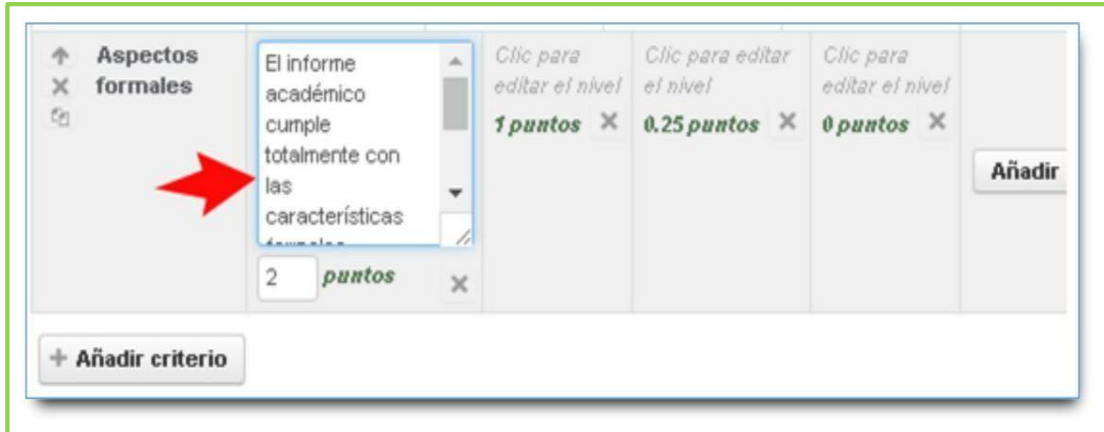 Aspectos
formales
El informe
académico
cumple
totalmente con
las
características
2 puntos
Clic para
editar el nivel
1 puntos
Clic para editar
el nivel
0.25 puntos
Clic para
editar el nivel
0 puntos
Añadir
+ Añadir criterio